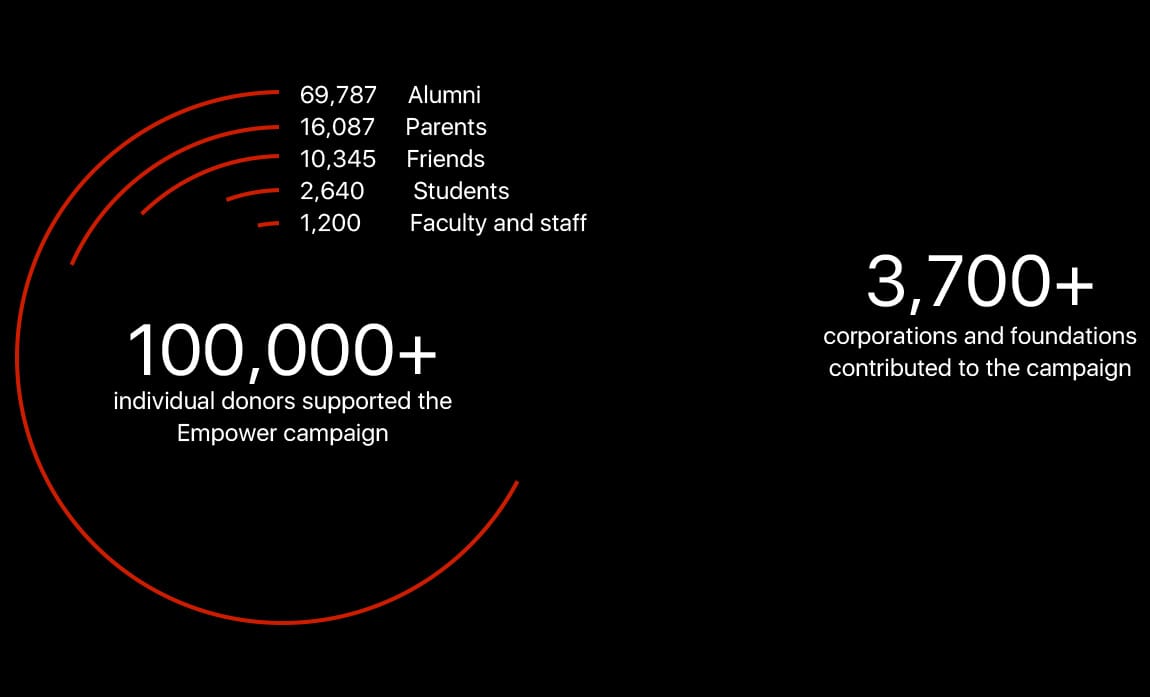 69,787 Alumni
16,087 Parents
10,345 Friends
2,640 Students
1,200 Faculty and staff
100,000+
individual donors supported the
Empower campaign
3,700+
corporations and foundations
contributed to the campaign